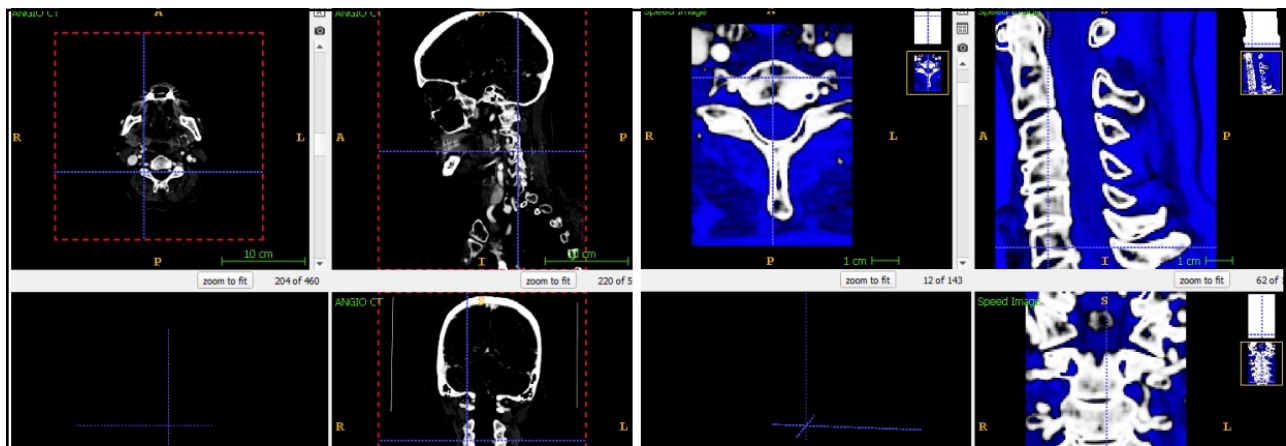 ANGIO CT
A
R
L
P
10 cm
zoom to fit
204 of 460
S
A
P
I
zoom to fit
220 of 5
Speed Image
A
R
L
P
1 cm
zoom to fit
12 of 143
Speed Image
S
A
P
I
1 cm
zoom to fit
62 of
ANGIO CT
S
R
L
Speed Image
S
R
L